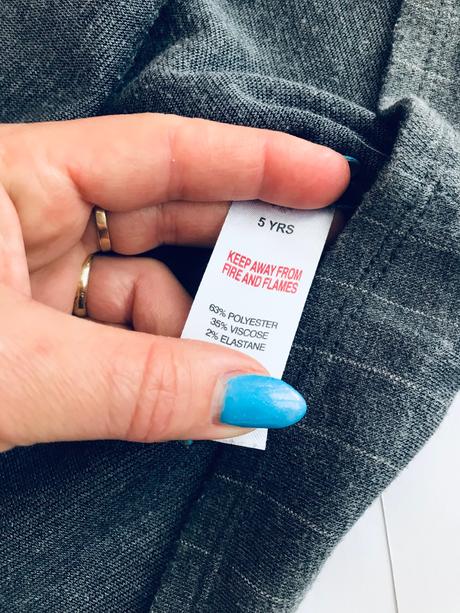 5 YRS
KEEP AWAY FROM
FIRE AND FLAMES
63% POLYESTER
35% VISCOSE
2% ELASTANE